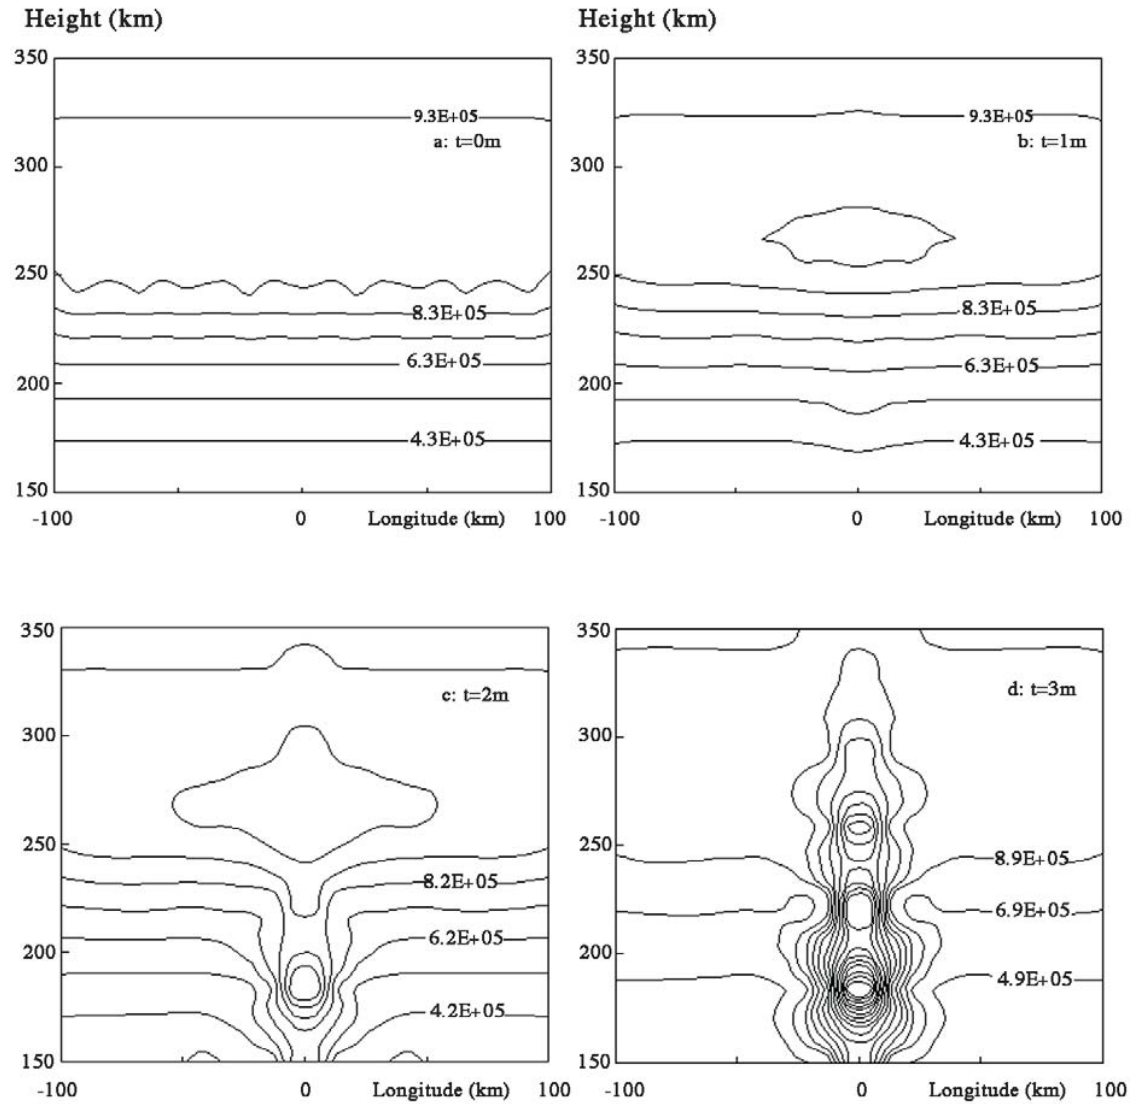 Height (km)
350
9.3E+05
a: t=0m
300
250
8.3E+05
6.3E+05
200
4.3E+05
150
-100 0 Longitude (km) 100
Height (km)
350
9.3E+05
b: t=1m
300
250
8.3E+05
6.3E+05
200
4.3E+05
150
-100 0 Longitude (km) 100
350
c: t=2m
300
250
8.2E+05
6.2E+05
200
4.2E+05
150
-100 0 Longitude (km) 100
350
d: t=3m
300
250
8.9E+05
6.9E+05
200
4.9E+05
150
-100 0 Longitude (km) 100